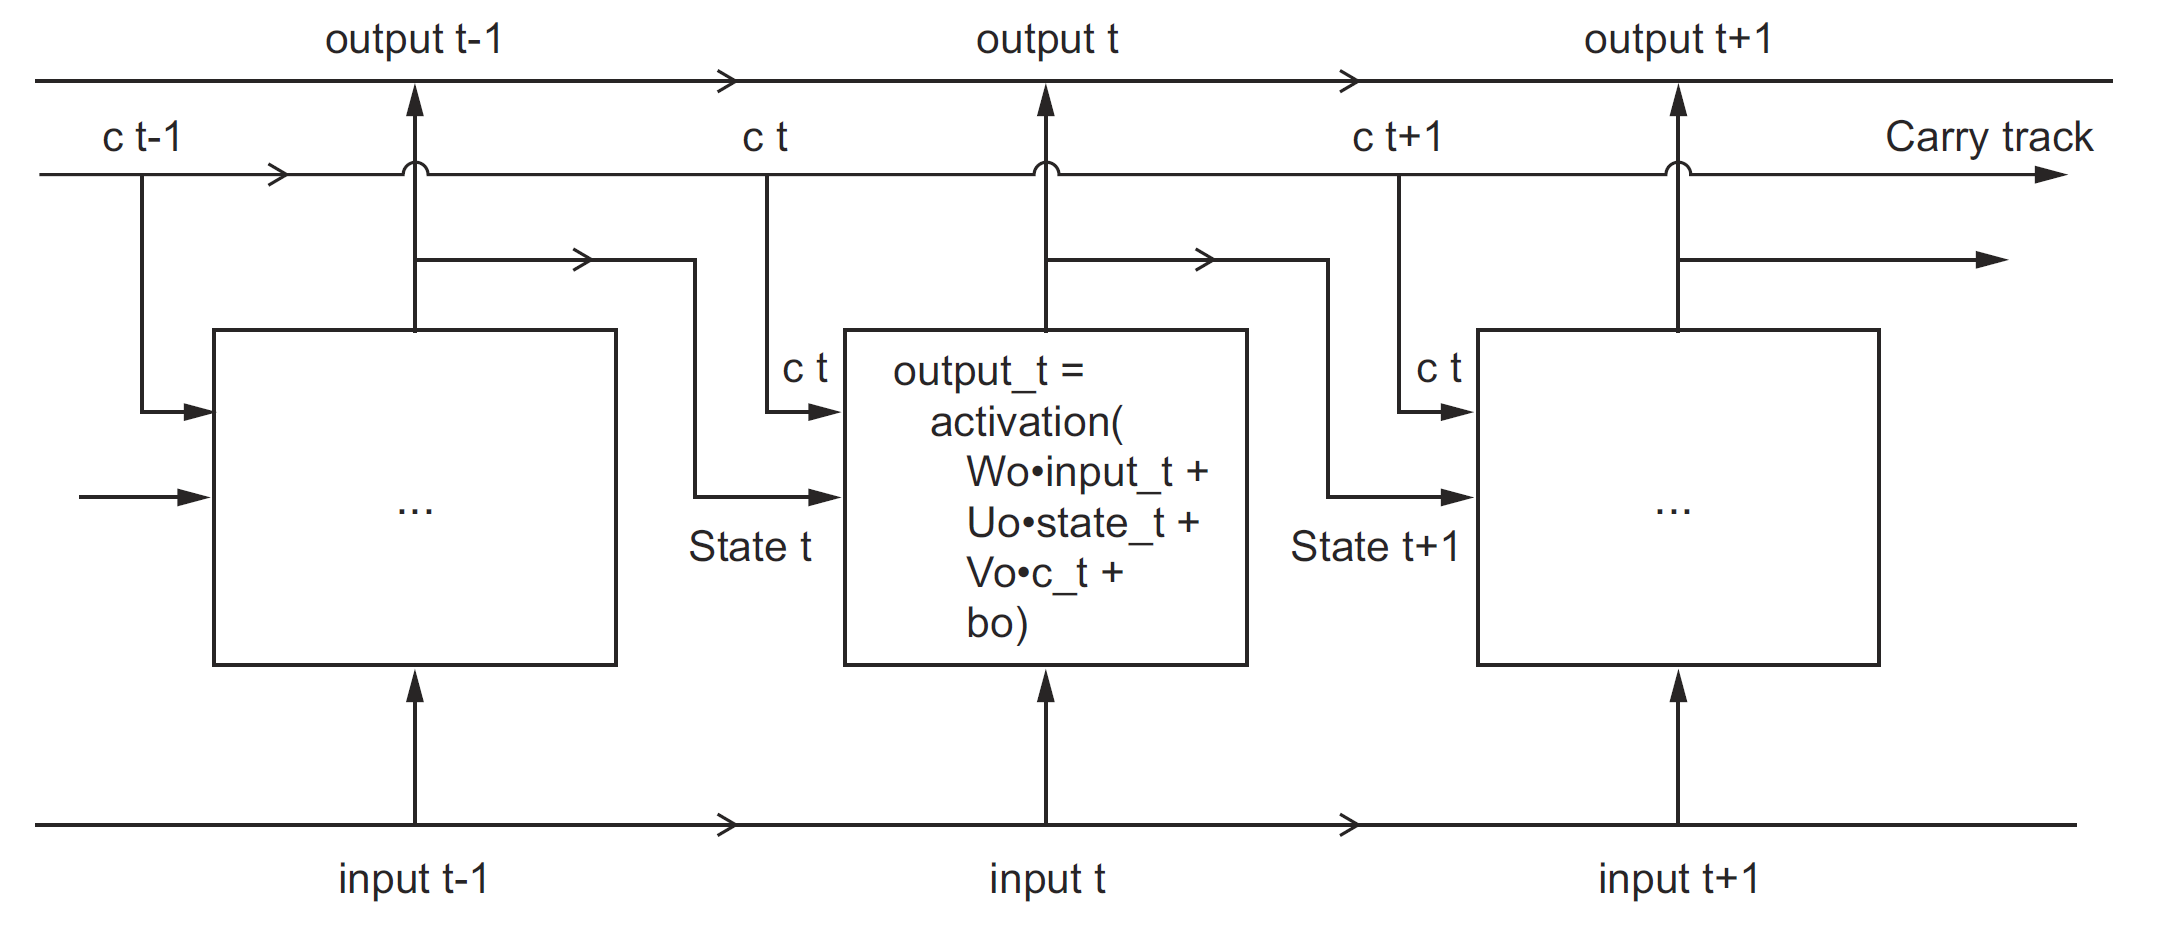 output t-1
output t
output t+1
c t-1
c t
c t+1
Carry track
c t
c t
output_t =
activation(
Wo•input_t +
Uo•state_t +
Vo•c_t +
bo)
...
...
State t
State t+1
input t-1
input t
input t+1